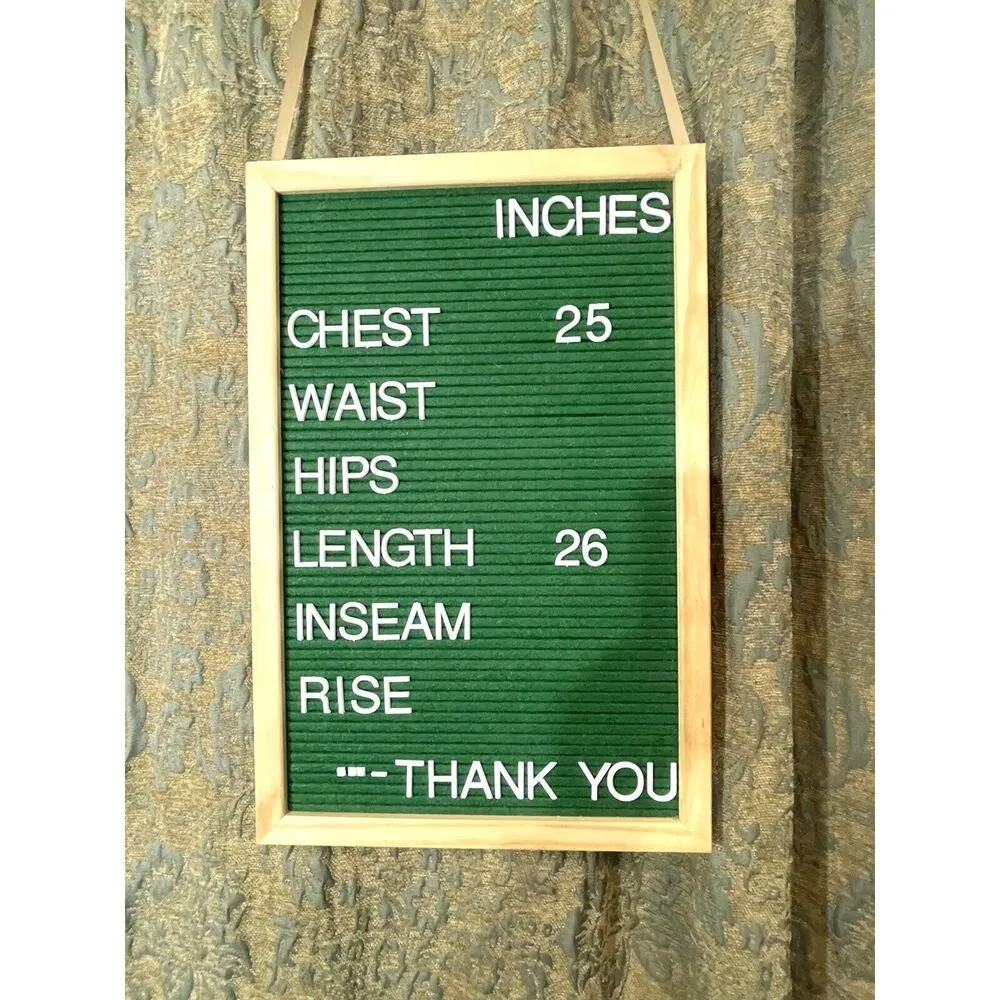 INCHES
CHEST 25
WAIST
HIPS
LENGTH 26
INSEAM
RISE
"'-THANK YOU